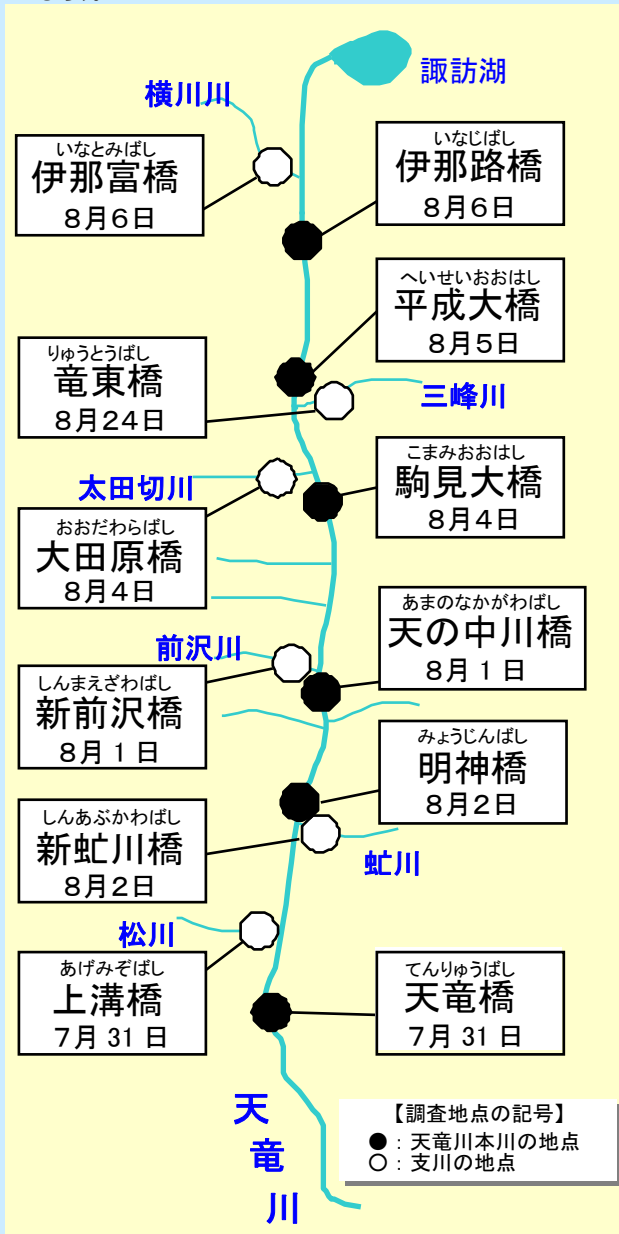 諏訪湖
横川川
いなとみばし
伊那富橋
8月6日
いなじばし
伊那路橋
8月6日
へいせいおおはし
平成大橋
8月5日
りゅうとうばし
竜東橋
8月24日
三峰川
太田切川
こまみおおはし
駒見大橋
8月4日
おおだわらばし
大田原橋
8月4日
あまのなかがわばし
天の中川橋
8月1日
前沢川
しんまえざわばし
新前沢橋
8月1日
みょうじんばし
明神橋
8月2日
しんあぶかわばし
新虻川橋
8月2日
虻川
松川
あげみぞばし
上溝橋
7月31日
てんりゅうばし
天竜橋
7月31日
天
竜
川
【調査地点の記号】
●：天竜川本川の地点
○：支川の地点